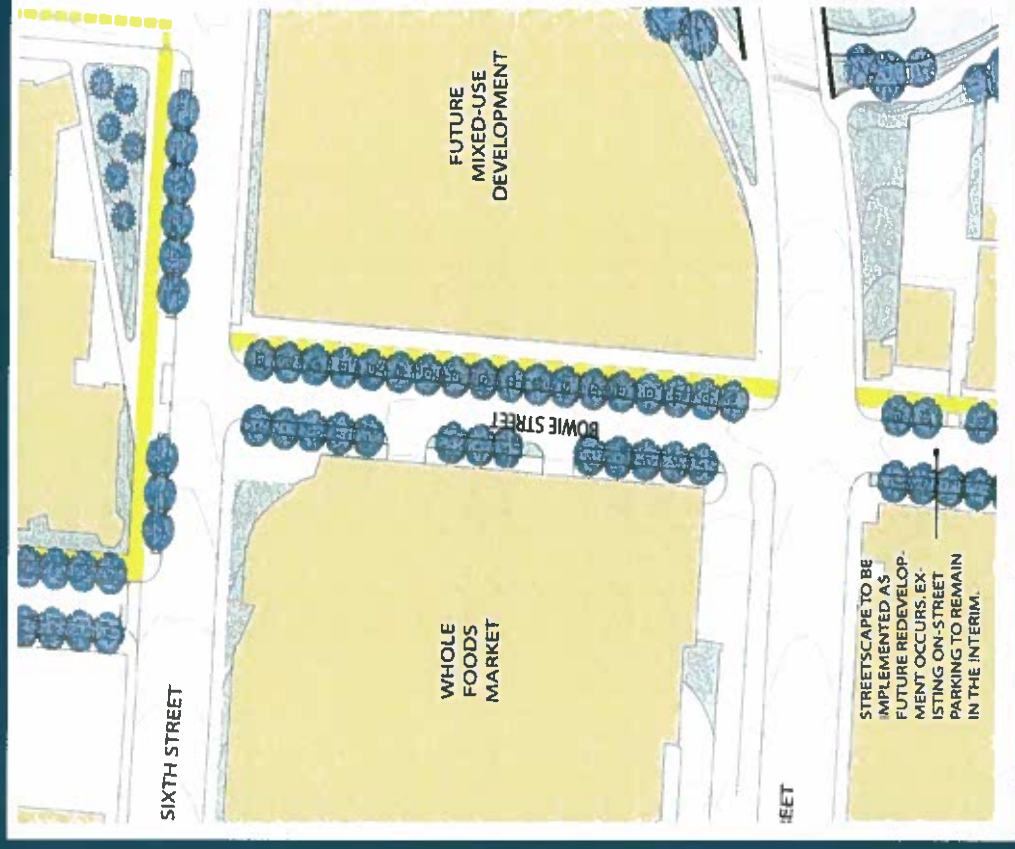 FUTURE
MIXED-USE
DEVELOPMENT
BOWIE STREET
WHOLE
FOODS
MARKET
SIXTH STREET
EET
STREETSCAPE TO BE
IMPLEMENTED AS
FUTURE REDEVELOP-
MENT OCCURS. EX-
ISTING ON-STREET
PARKING TO REMAIN
IN THE INTERIM.